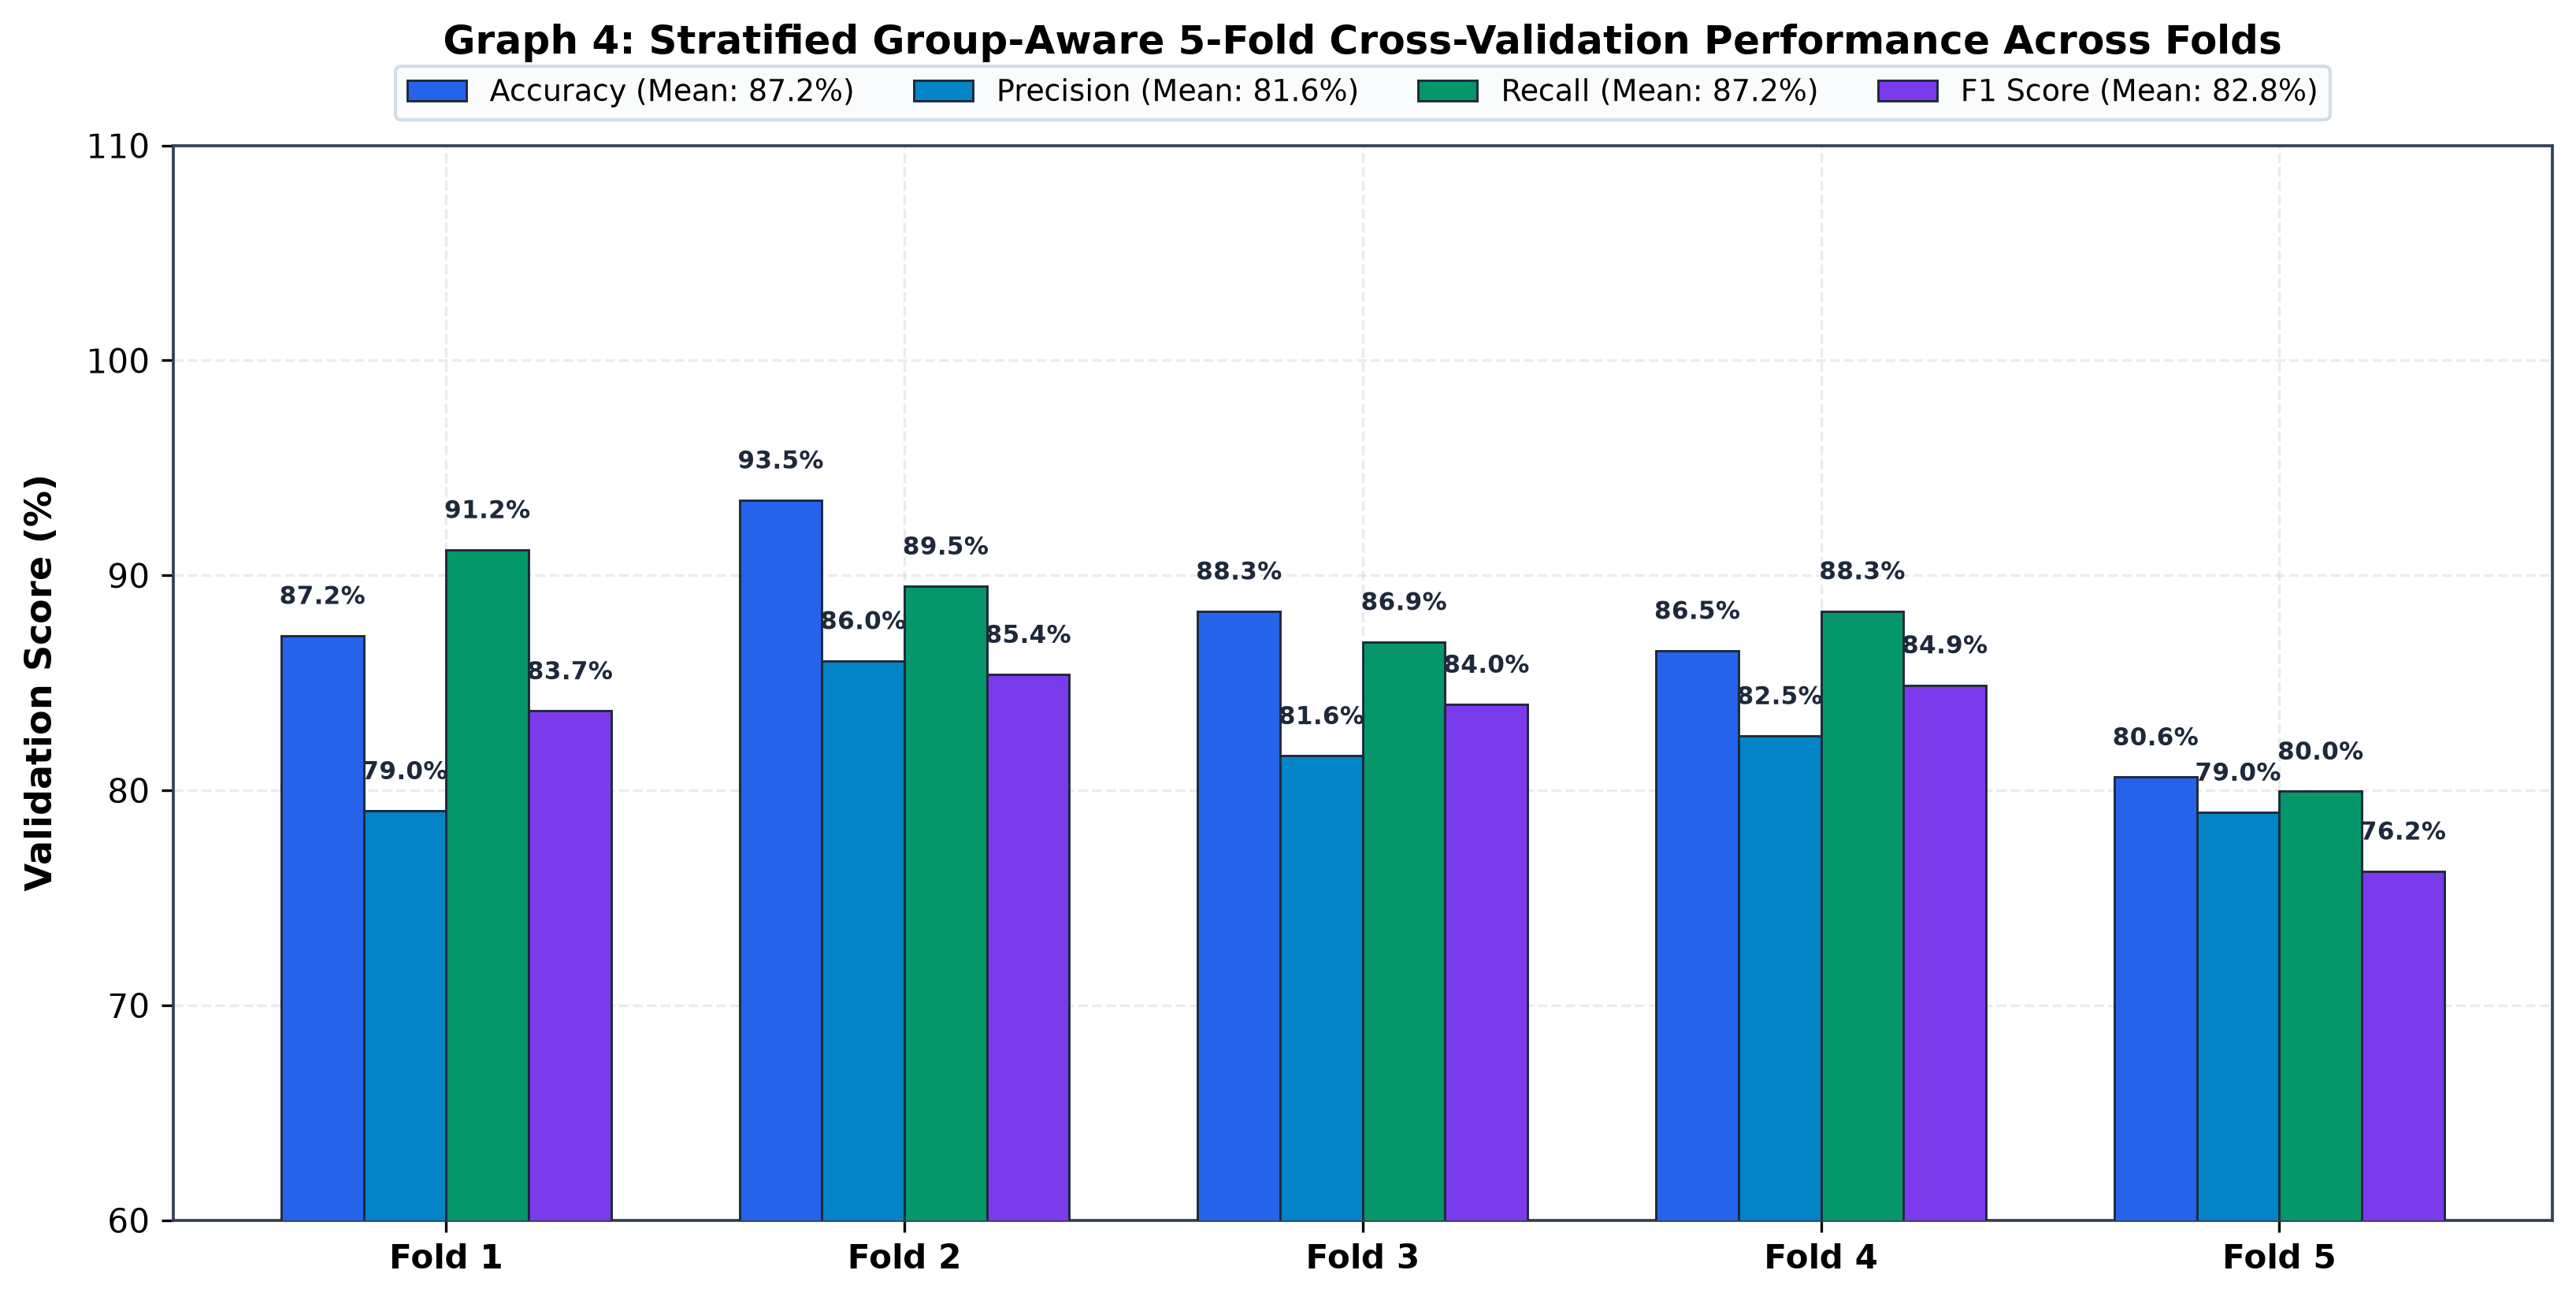 Graph 4: Stratified Group-Aware 5-Fold Cross-Validation Performance Across Folds
Accuracy (Mean: 87.2%) Precision (Mean: 81.6%) Recall (Mean: 87.2%) F1 Score (Mean: 82.8%)
Validation Score (%)
110
100
90
80
70
60
87.2% 79.0% 91.2% 83.7%
93.5% 86.0% 89.5% 85.4%
88.3% 81.6% 86.9% 84.0%
86.5% 82.5% 88.3% 84.9%
80.6% 79.0% 80.0% 76.2%
Fold 1 Fold 2 Fold 3 Fold 4 Fold 5